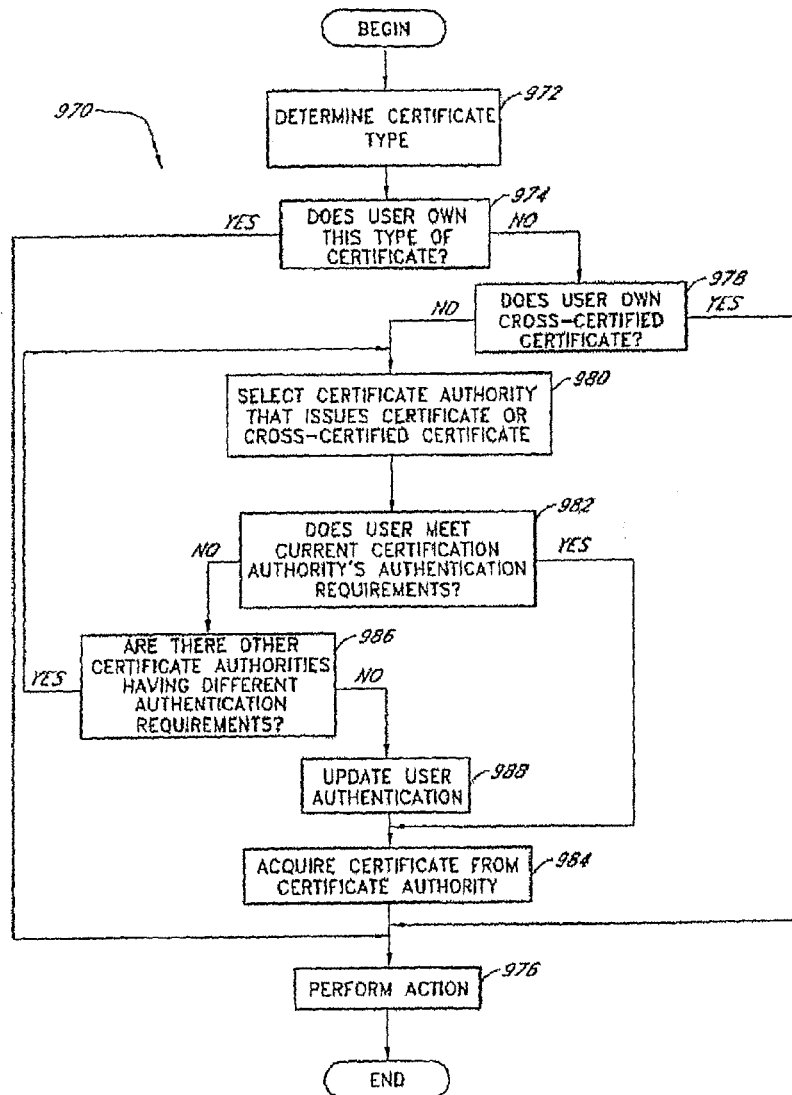 BEGIN
970
972
DETERMINE CERTIFICATE
TYPE
974
YES
DOES USER OWN
THIS TYPE OF
CERTIFICATE?
NO
978
NO
DOES USER OWN
CROSS-CERTIFIED
CERTIFICATE?
YES
980
SELECT CERTIFICATE AUTHORITY
THAT ISSUES CERTIFICATE OR
CROSS-CERTIFIED CERTIFICATE
982
NO
DOES USER MEET
CURRENT CERTIFICATION
AUTHORITY'S AUTHENTICATION
REQUIREMENTS?
YES
986
YES
ARE THERE OTHER
CERTIFICATE AUTHORITIES
HAVING DIFFERENT
AUTHENTICATION
REQUIREMENTS?
NO
988
UPDATE USER
AUTHENTICATION
984
ACQUIRE CERTIFICATE FROM
CERTIFICATE AUTHORITY
976
PERFORM ACTION
END